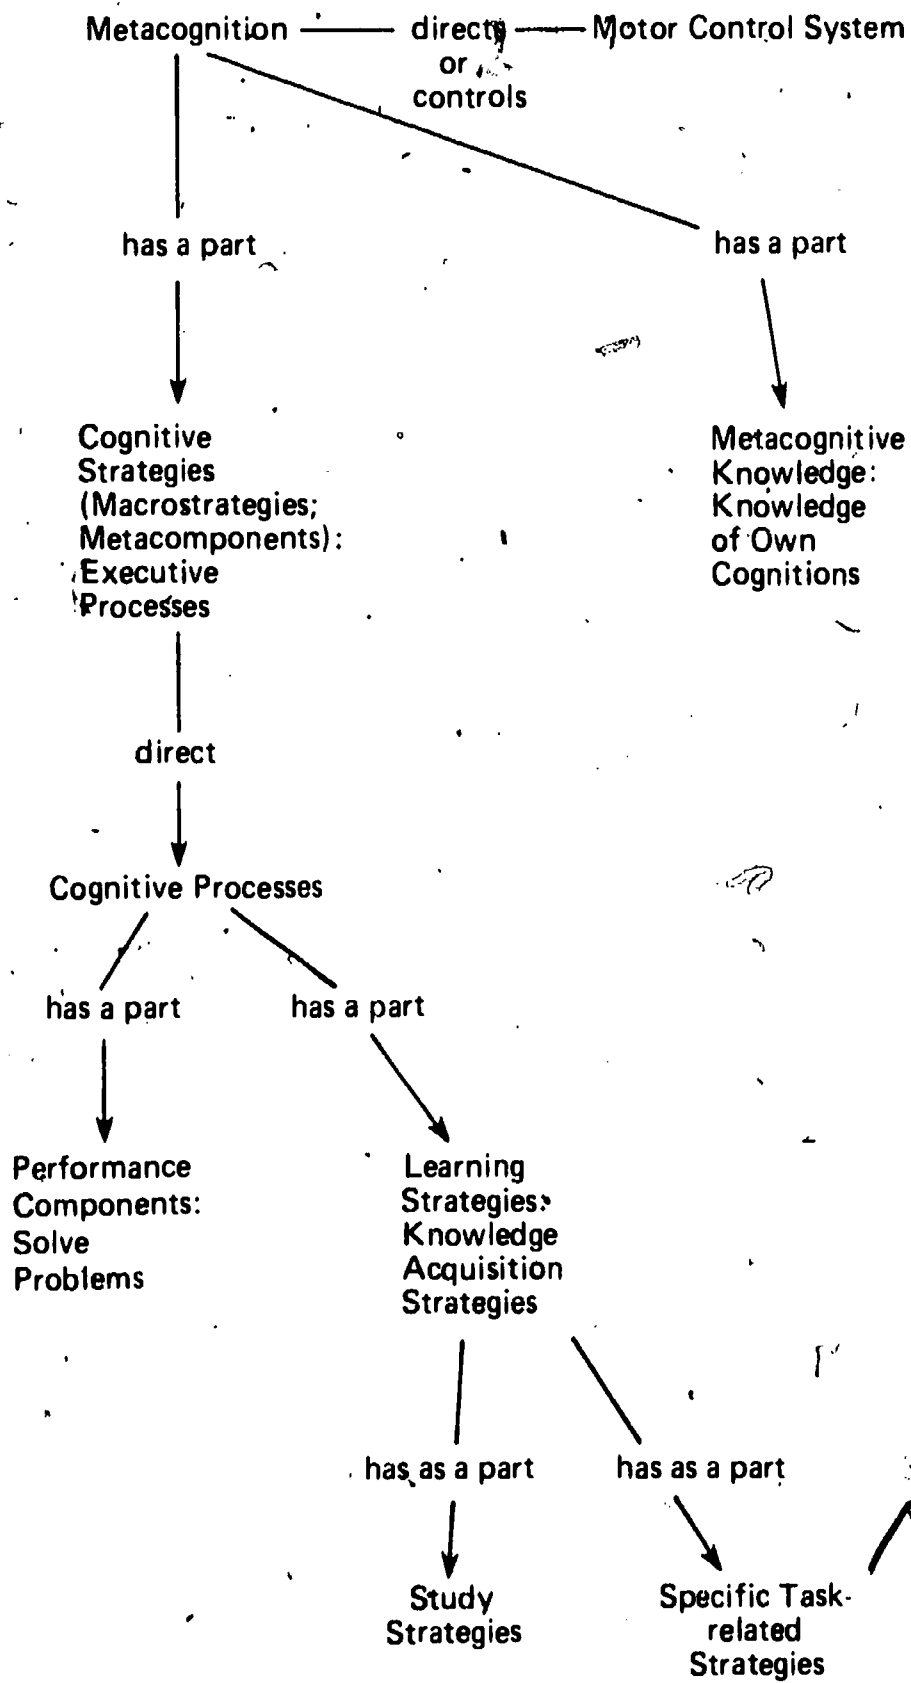 Metacognition directs Motor Control System
or
controls
has a part has a part
Cognitive
Strategies
(Macrostrategies;
Metacomponents):
Executive
Processes
Metacognitive
Knowledge:
Knowledge
of Own
Cognitions
direct
Cognitive Processes
has a part has a part
Performance
Components:
Solve
Problems
Learning
Strategies:
Knowledge
Acquisition
Strategies
has as a part has as a part
Study
Strategies
Specific Task-
related
Strategies